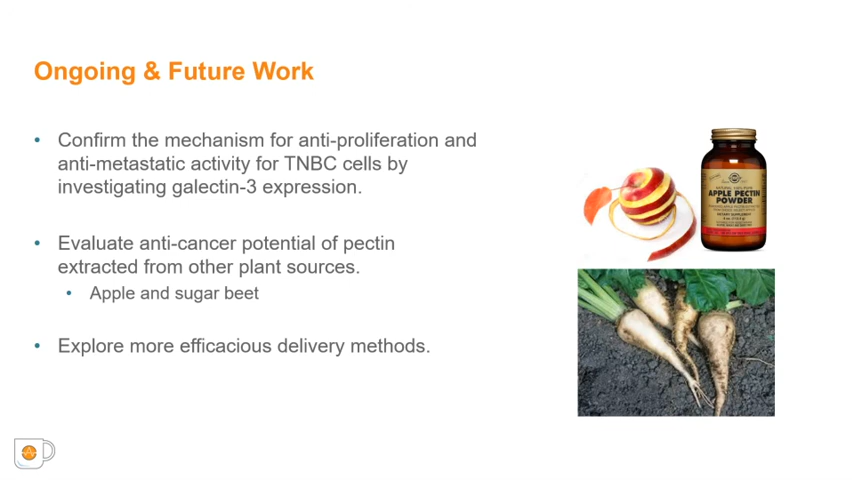 Ongoing & Future Work
• Confirm the mechanism for anti-proliferation and
anti-metastatic activity for TNBC cells by
investigating galectin-3 expression.
• Evaluate anti-cancer potential of pectin
extracted from other plant sources.
• Apple and sugar beet
• Explore more efficacious delivery methods.
APPLE PECTIN
POWDER